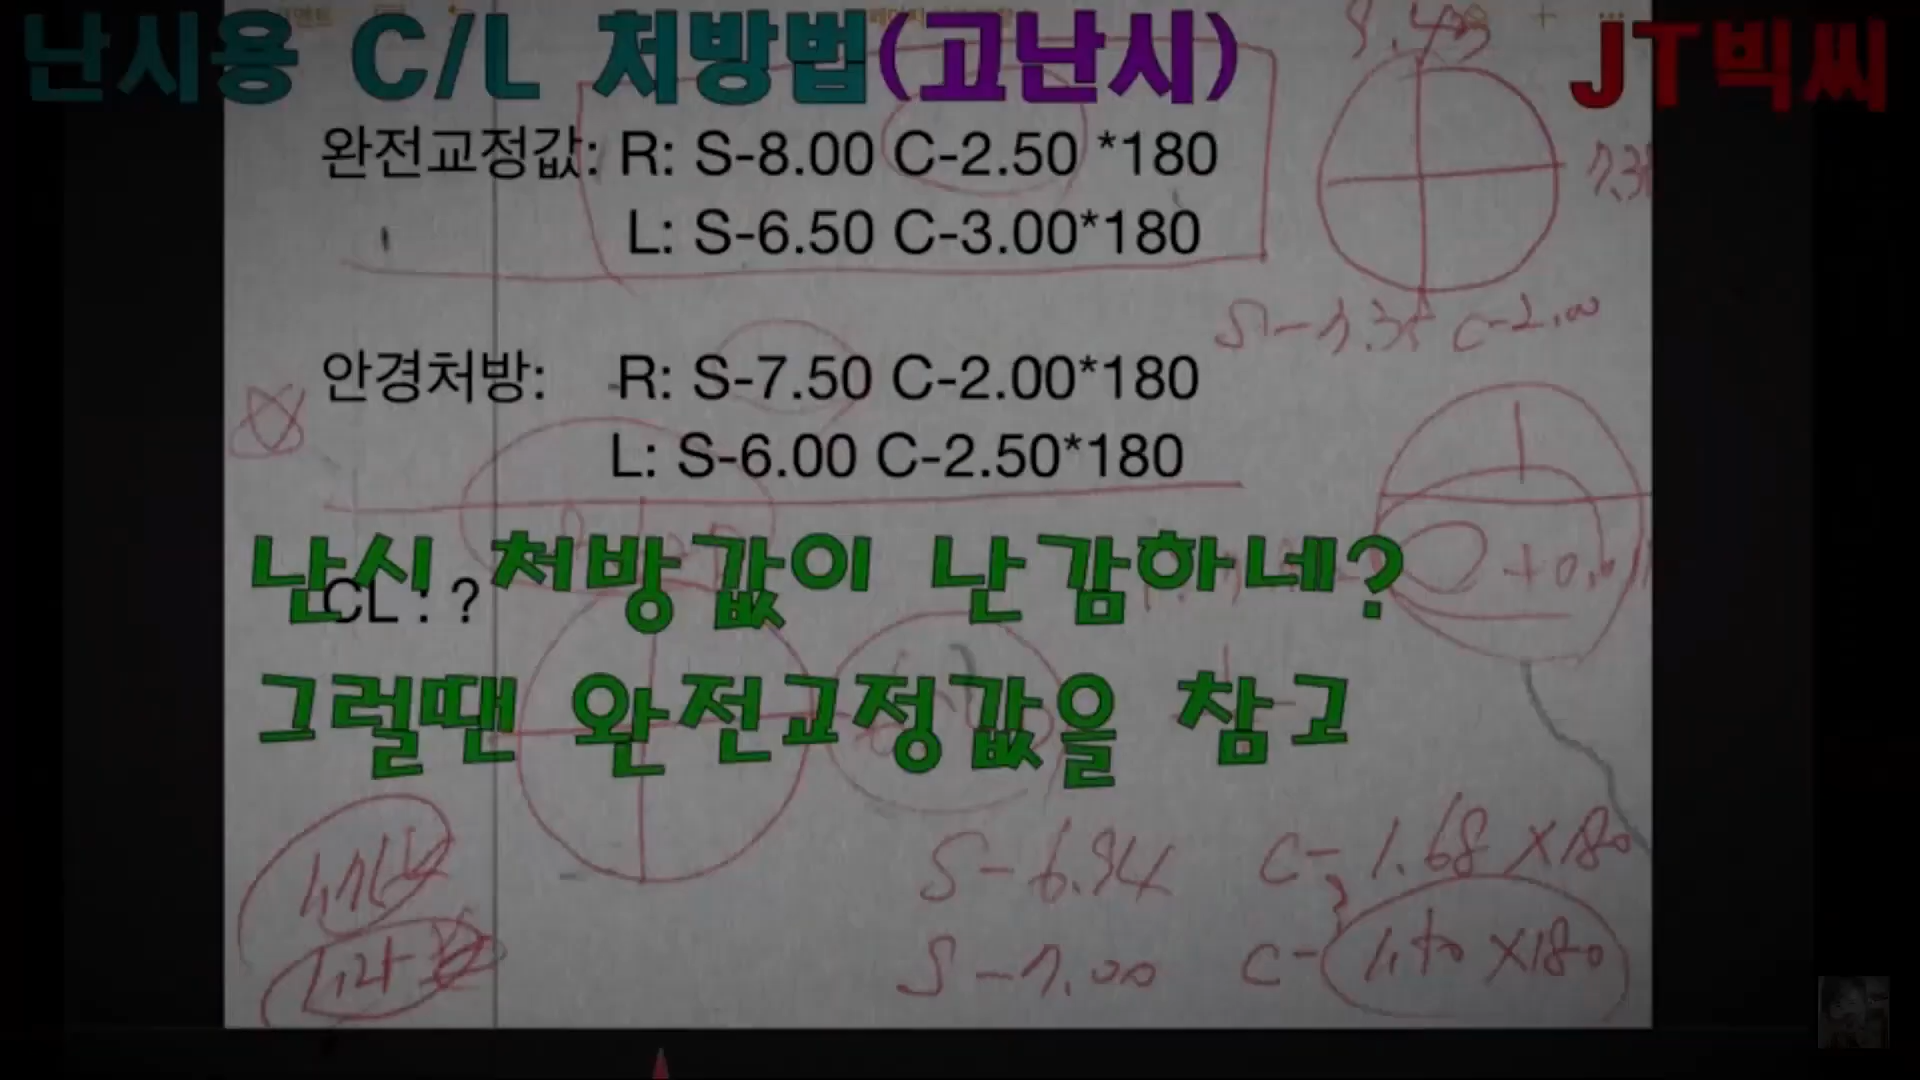 난시용 C/L 처방법(고난시)
JT빅씨
완전교정값: R: S-8.00 C-2.50 *180
L: S-6.50 C-3.00*180
S-7.37 C-2.00
안경처방: R: S-7.50 C-2.00*180
L: S-6.00 C-2.50*180
난시 처방값이 난감하네?
CL : ?
그럴땐 완전교정값을 참고
S-6.94 C-1.68 X180
S-7.00 C- X180